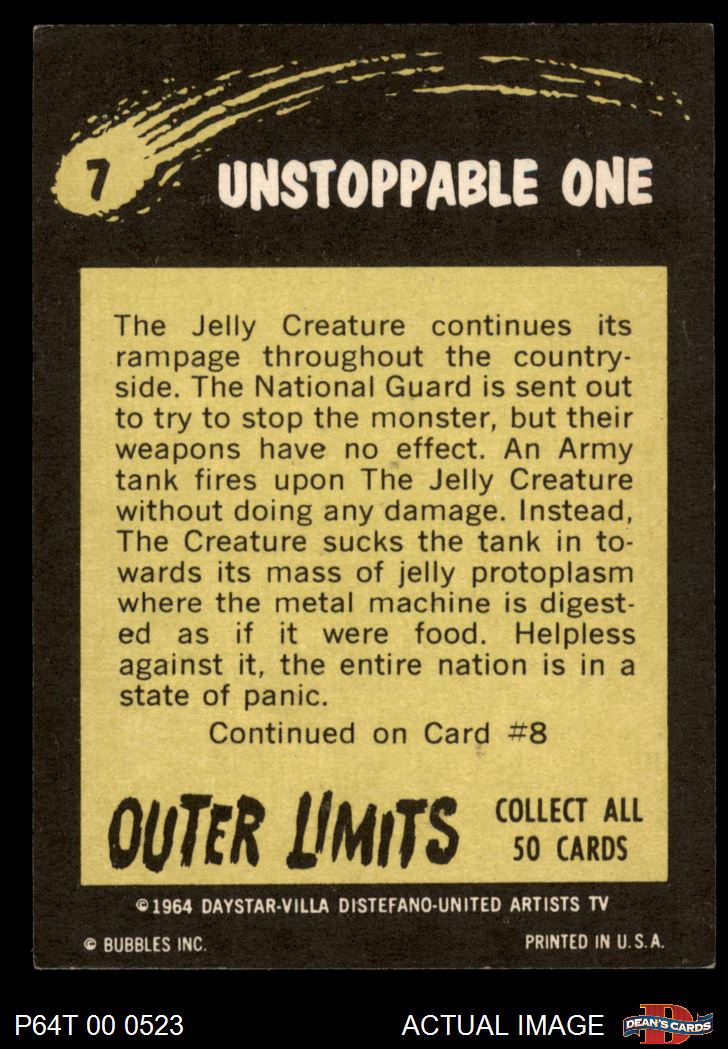 7
UNSTOPPABLE ONE
The Jelly Creature continues its
rampage throughout the country-
side. The National Guard is sent out
to try to stop the monster, but their
weapons have no effect. An Army
tank fires upon The Jelly Creature
without doing any damage. Instead,
The Creature sucks the tank in to-
wards its mass of jelly protoplasm
where the metal machine is digest-
ed as if it were food. Helpless
against it, the entire nation is in a
state of panic.
Continued on Card #8
OUTER LIMITS
COLLECT ALL
50 CARDS
©1964 DAYSTAR-VILLA DISTEFANO-UNITED ARTISTS TV
© BUBBLES INC.
PRINTED IN U.S.A.
P64T 00 0523
ACTUAL IMAGE
D
DEAN'S CARDS